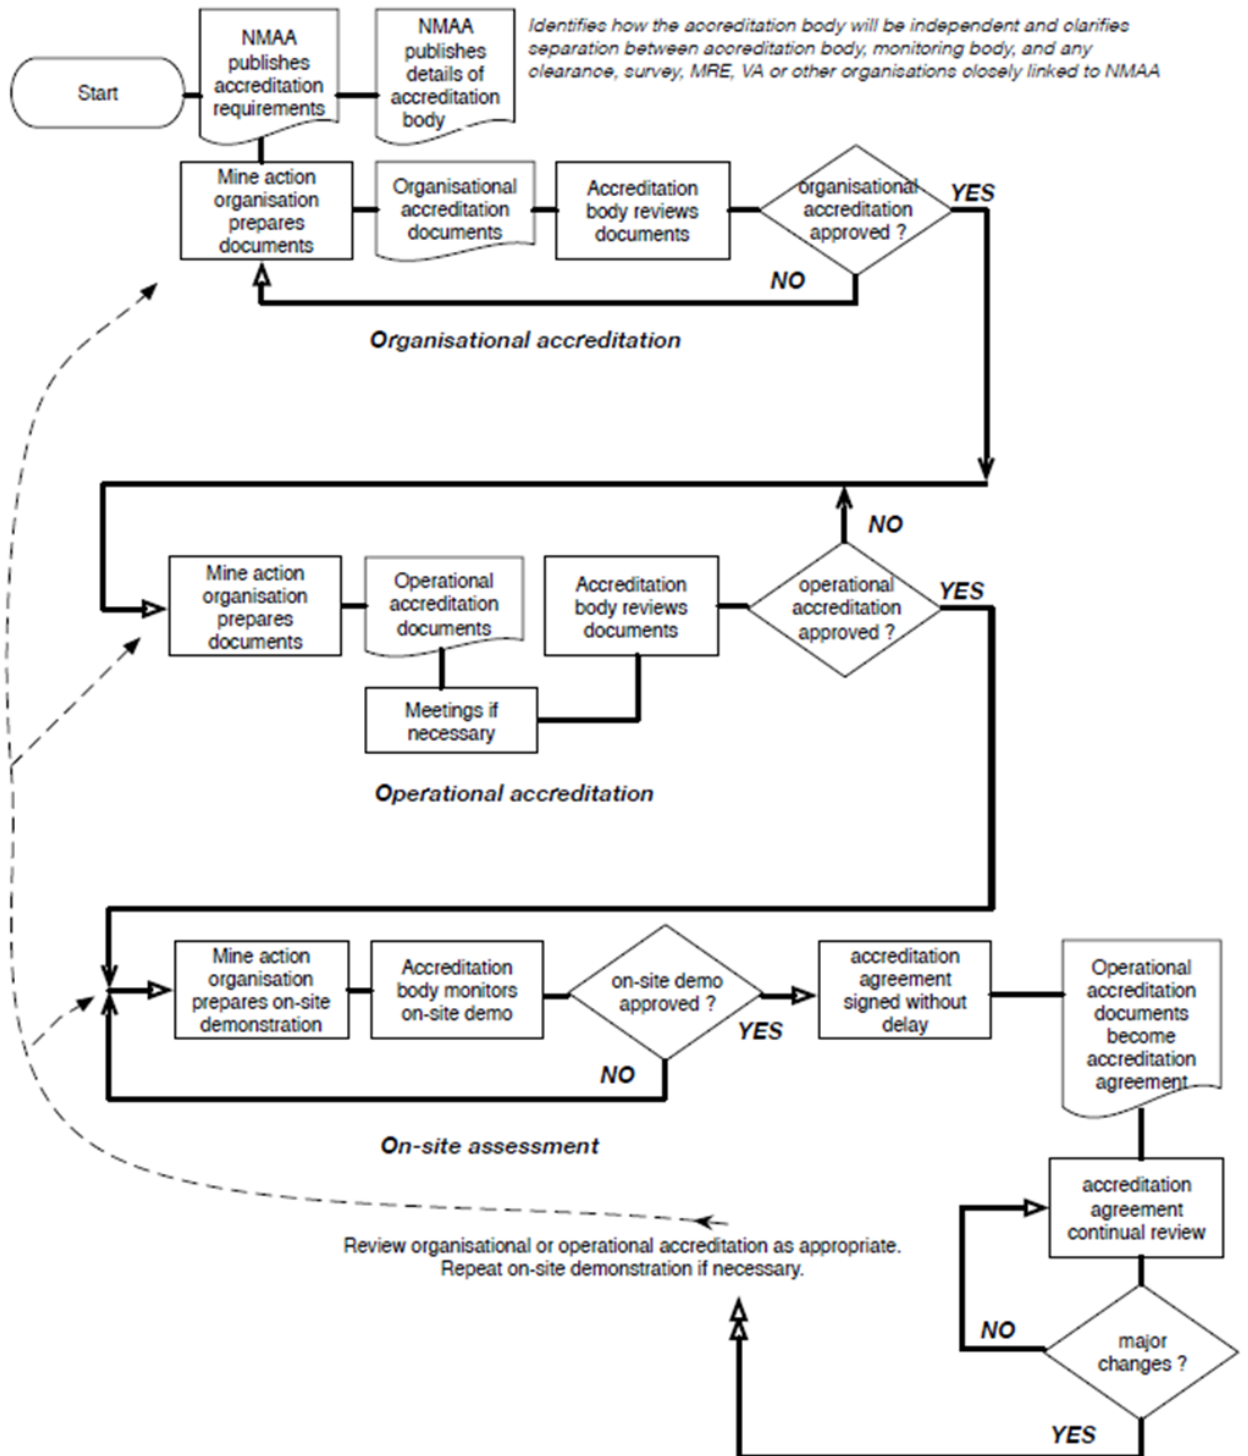 Start
NMAA
publishes
accreditation
requirements
NMAA
publishes
details of
accreditation
body
Identifies how the accreditation body will be independent and clarifies
separation between accreditation body, monitoring body, and any
clearance, survey, MRE, VA or other organisations closely linked to NMAA
Mine action
organisation
prepares
documents
Organisational
accreditation
documents
Accreditation
body reviews
documents
organisational
accreditation
approved ?
YES
NO
Organisational accreditation
NO
Mine action
organisation
prepares
documents
Operational
accreditation
documents
Accreditation
body reviews
documents
operational
accreditation
approved ?
YES
Meetings if
necessary
Operational accreditation
Mine action
organisation
prepares on-site
demonstration
Accreditation
body monitors
on-site demo
on-site demo
approved ?
YES
NO
accreditation
agreement
signed without
delay
Operational
accreditation
documents
become
accreditation
agreement
On-site assessment
accreditation
agreement
continual review
Review organisational or operational accreditation as appropriate.
Repeat on-site demonstration if necessary.
NO
major
changes ?
YES